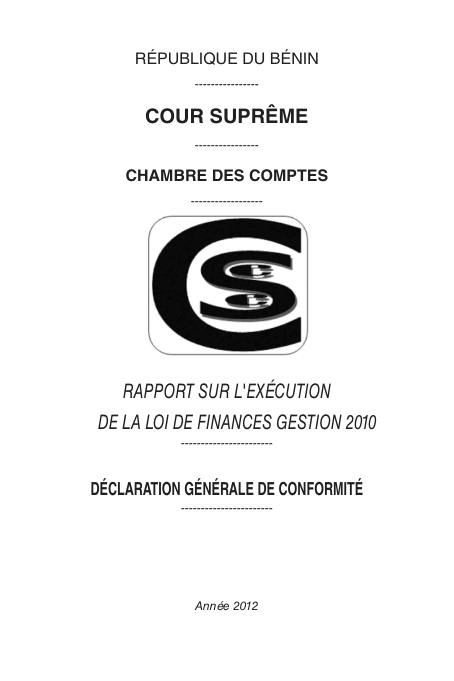 RÉPUBLIQUE DU BÉNIN
----------------
COUR SUPRÊME
----------------
CHAMBRE DES COMPTES
------------------
CS
RAPPORT SUR L'EXÉCUTION
DE LA LOI DE FINANCES GESTION 2010
-----------------------
DÉCLARATION GÉNÉRALE DE CONFORMITÉ
-----------------------
Année 2012